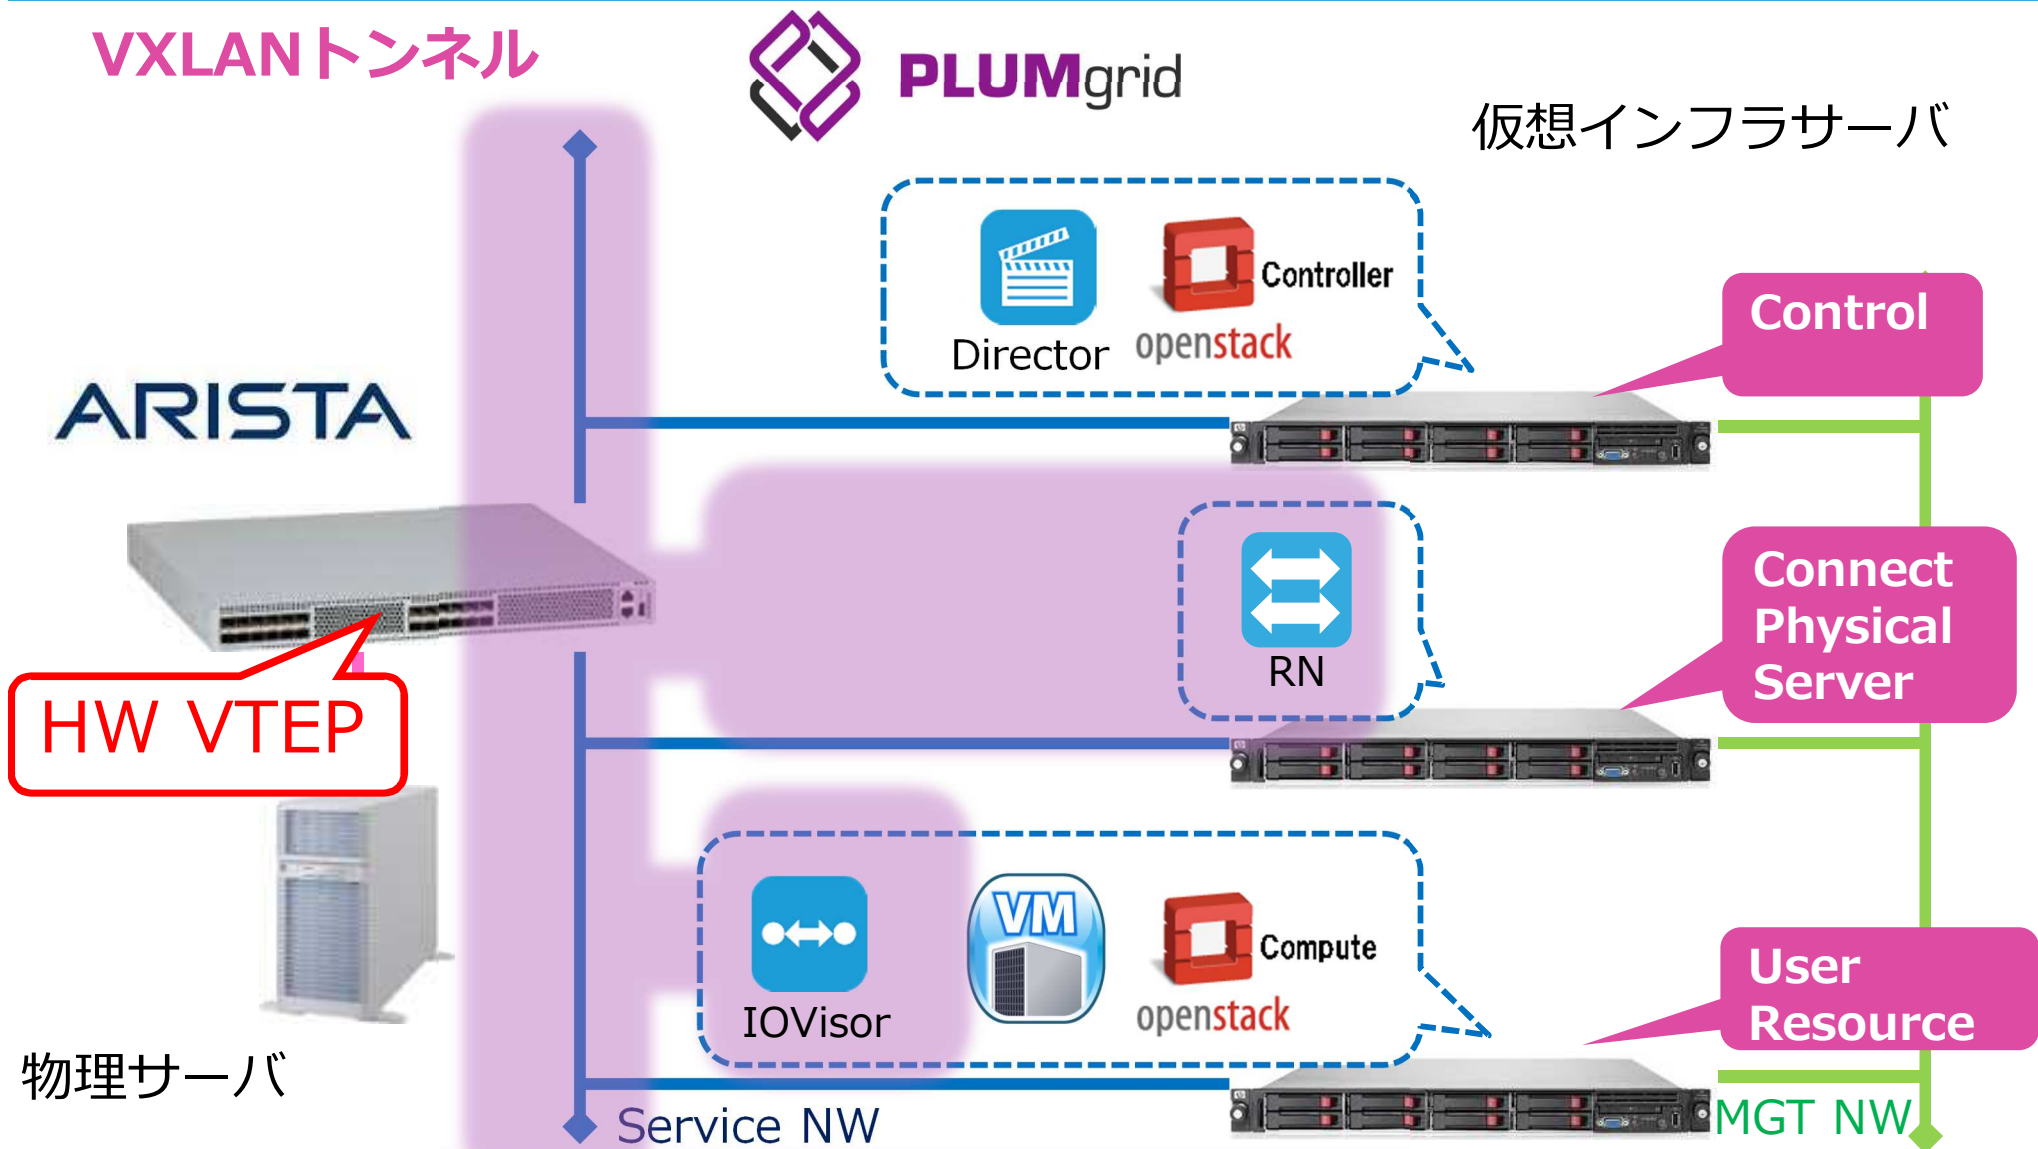 VXLANトンネル
PLUMgrid
仮想インフラサーバ
Controller
Director
openstack
Control
ARISTA
Connect
Physical
Server
RN
HW VTEP
VM
Compute
IOVisor
openstack
User
Resource
物理サーバ
Service NW
MGT NW